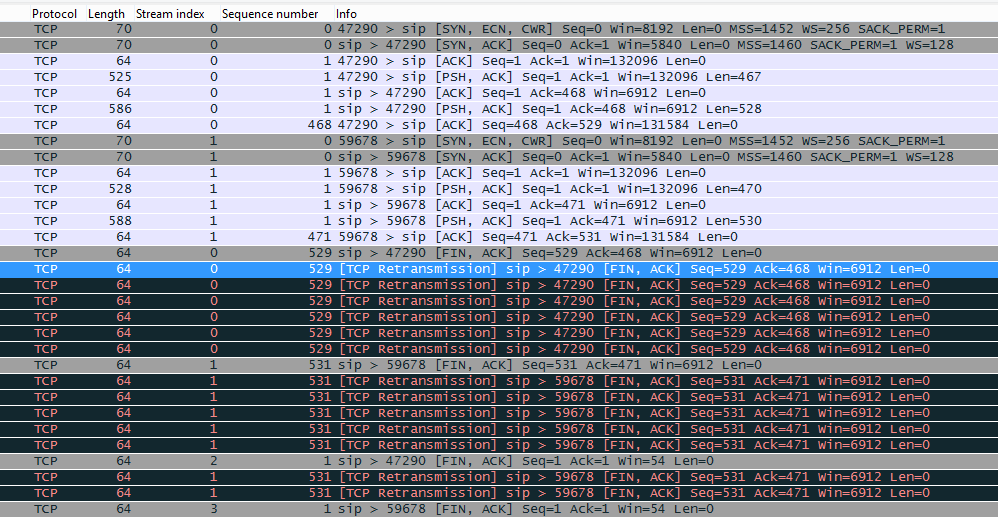 Protocol Length Stream index Sequence number Info
TCP 70 0 0 47290 > sip [SYN, ECN, CWR] Seq=0 Win=8192 Len=0 MSS=1452 WS=256 SACK_PERM=1
TCP 70 0 0 sip > 47290 [SYN, ACK] Seq=0 Ack=1 Win=5840 Len=0 MSS=1460 SACK_PERM=1 WS=128
TCP 64 0 1 47290 > sip [ACK] Seq=1 Ack=1 Win=132096 Len=0
TCP 525 0 1 47290 > sip [PSH, ACK] Seq=1 Ack=1 Win=132096 Len=467
TCP 64 0 1 sip > 47290 [ACK] Seq=1 Ack=468 Win=6912 Len=0
TCP 586 0 1 sip > 47290 [PSH, ACK] Seq=1 Ack=468 Win=6912 Len=528
TCP 64 0 468 47290 > sip [ACK] Seq=468 Ack=529 Win=131584 Len=0
TCP 70 1 0 59678 > sip [SYN, ECN, CWR] Seq=0 Win=8192 Len=0 MSS=1452 WS=256 SACK_PERM=1
TCP 70 1 0 sip > 59678 [SYN, ACK] Seq=0 Ack=1 Win=5840 Len=0 MSS=1460 SACK_PERM=1 WS=128
TCP 64 1 1 59678 > sip [ACK] Seq=1 Ack=1 Win=132096 Len=0
TCP 528 1 1 59678 > sip [PSH, ACK] Seq=1 Ack=1 Win=132096 Len=470
TCP 64 1 1 sip > 59678 [ACK] Seq=1 Ack=471 Win=6912 Len=0
TCP 588 1 1 sip > 59678 [PSH, ACK] Seq=1 Ack=471 Win=6912 Len=530
TCP 64 1 471 59678 > sip [ACK] Seq=471 Ack=531 Win=131584 Len=0
TCP 64 0 529 sip > 47290 [FIN, ACK] Seq=529 Ack=468 Win=6912 Len=0
TCP 64 0 529 [TCP Retransmission] sip > 47290 [FIN, ACK] Seq=529 Ack=468 Win=6912 Len=0
TCP 64 0 529 [TCP Retransmission] sip > 47290 [FIN, ACK] Seq=529 Ack=468 Win=6912 Len=0
TCP 64 0 529 [TCP Retransmission] sip > 47290 [FIN, ACK] Seq=529 Ack=468 Win=6912 Len=0
TCP 64 0 529 [TCP Retransmission] sip > 47290 [FIN, ACK] Seq=529 Ack=468 Win=6912 Len=0
TCP 64 0 529 [TCP Retransmission] sip > 47290 [FIN, ACK] Seq=529 Ack=468 Win=6912 Len=0
TCP 64 0 529 [TCP Retransmission] sip > 47290 [FIN, ACK] Seq=529 Ack=468 Win=6912 Len=0
TCP 64 1 531 sip > 59678 [FIN, ACK] Seq=531 Ack=471 Win=6912 Len=0
TCP 64 1 531 [TCP Retransmission] sip > 59678 [FIN, ACK] Seq=531 Ack=471 Win=6912 Len=0
TCP 64 1 531 [TCP Retransmission] sip > 59678 [FIN, ACK] Seq=531 Ack=471 Win=6912 Len=0
TCP 64 1 531 [TCP Retransmission] sip > 59678 [FIN, ACK] Seq=531 Ack=471 Win=6912 Len=0
TCP 64 1 531 [TCP Retransmission] sip > 59678 [FIN, ACK] Seq=531 Ack=471 Win=6912 Len=0
TCP 64 1 531 [TCP Retransmission] sip > 59678 [FIN, ACK] Seq=531 Ack=471 Win=6912 Len=0
TCP 64 2 1 sip > 47290 [FIN, ACK] Seq=1 Ack=1 Win=54 Len=0
TCP 64 1 531 [TCP Retransmission] sip > 59678 [FIN, ACK] Seq=531 Ack=471 Win=6912 Len=0
TCP 64 1 531 [TCP Retransmission] sip > 59678 [FIN, ACK] Seq=531 Ack=471 Win=6912 Len=0
TCP 64 3 1 sip > 59678 [FIN, ACK] Seq=1 Ack=1 Win=54 Len=0